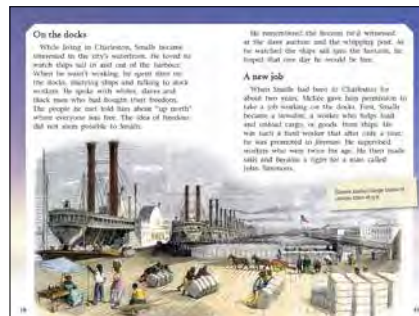 On the docks
While living in Charleston, Smalls became
interested in the city's waterfront. He loved to
watch ships sail in and out of the harbour.
When he wasn't working, he spent time on
the docks, studying ships and talking to dock
workers. He spoke with whites, slaves and
black men who had bought their freedom.
The people he met told him about "up north"
where everyone was free. The idea of freedom
did not seem possible to Smalls.
He remembered the horrors he'd witnessed
at the slave auction and the whipping post. As
he watched the ships sail into the horizon, he
hoped that one day he would be free.
A new job
When Smalls had been in Charleston for
about two years, McKee gave him permission to
take a job working on the docks. First, Smalls
became a stevedore, a worker who helps load
and unload cargo, or goods, from ships. He
was such a hard worker that after only a year,
he was promoted to foreman. He supervised
workers who were twice his age. He then made
sails and became a rigger for a man called
John Simmons.
18